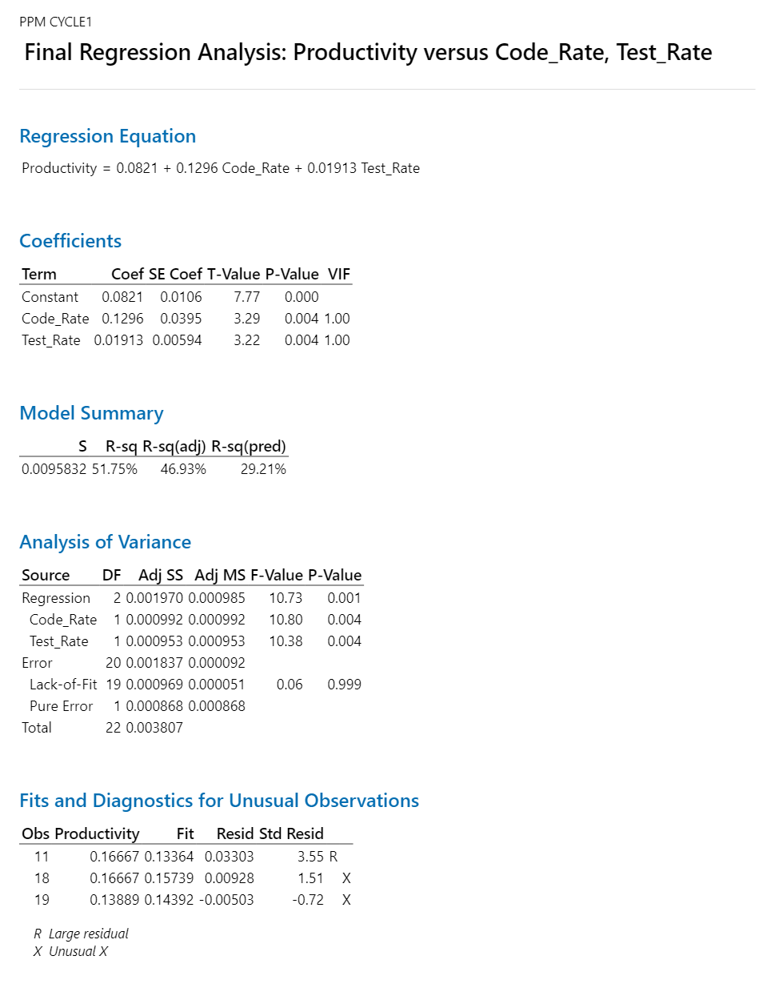 PPM CYCLE1
Final Regression Analysis: Productivity versus Code_Rate, Test_Rate
Regression Equation
Productivity = 0.0821 + 0.1296 Code_Rate + 0.01913 Test_Rate
Coefficients
Term Coef SE Coef T-Value P-Value VIF
Constant 0.0821 0.0106 7.77 0.000
Code_Rate 0.1296 0.0395 3.29 0.004 1.00
Test_Rate 0.01913 0.00594 3.22 0.004 1.00
Model Summary
S R-sq R-sq(adj) R-sq(pred)
0.0095832 51.75% 46.93% 29.21%
Analysis of Variance
Source DF Adj SS Adj MS F-Value P-Value
Regression 2 0.001970 0.000985 10.73 0.001
Code_Rate 1 0.000992 0.000992 10.80 0.004
Test_Rate 1 0.000953 0.000953 10.38 0.004
Error 20 0.001837 0.000092
Lack-of-Fit 19 0.000969 0.000051 0.06 0.999
Pure Error 1 0.000868 0.000868
Total 22 0.003807
Fits and Diagnostics for Unusual Observations
Obs Productivity Fit Resid Std Resid
11 0.16667 0.13364 0.03303 3.55 R
18 0.16667 0.15739 0.00928 1.51 X
19 0.13889 0.14392 -0.00503 -0.72 X
R Large residual
X Unusual X